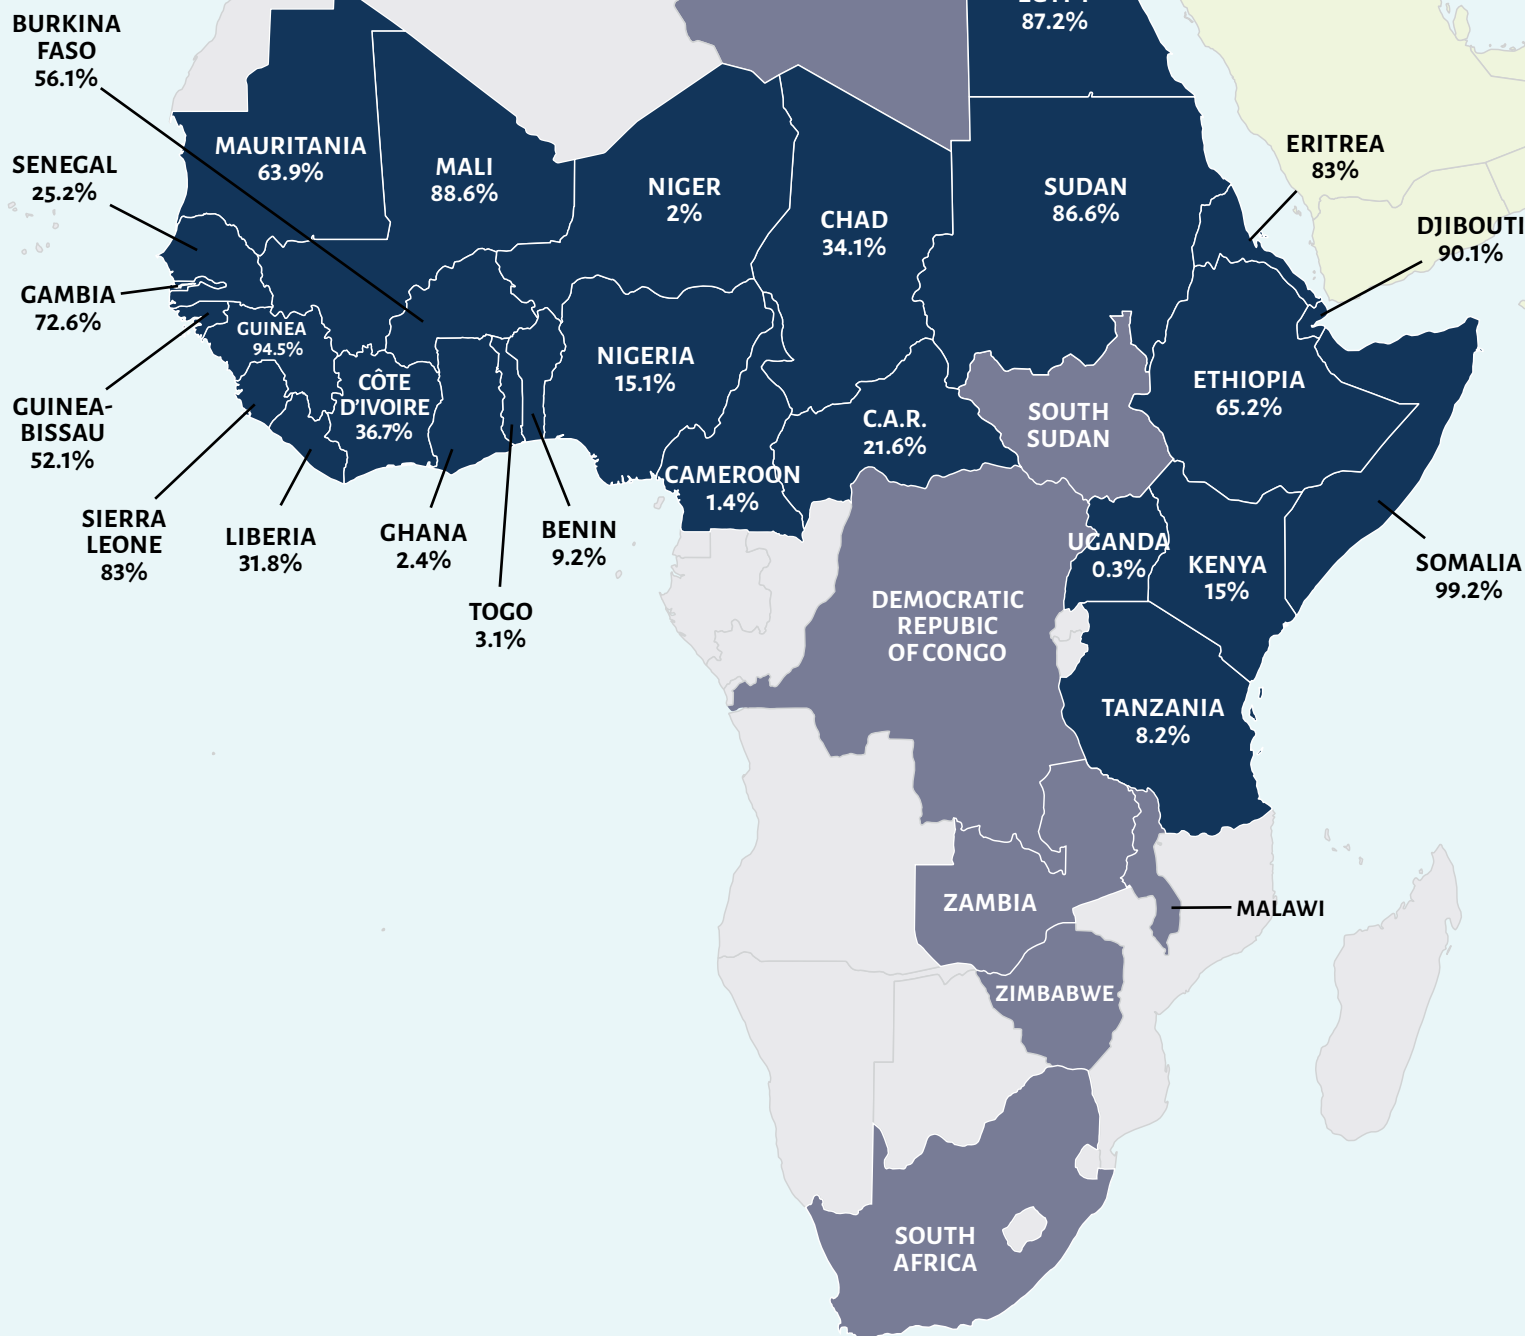 BURKINA
FASO
56.1%
87.2%
MAURITANIA
63.9%
MALI
88.6%
SENEGAL
25.2%
NIGER
2%
CHAD
34.1%
SUDAN
86.6%
ERITREA
83%
DJIBOUTI
90.1%
GAMBIA
72.6%
GUINEA
94.5%
GUINEA-
BISSAU
52.1%
CÔTE
D'IVOIRE
36.7%
NIGERIA
15.1%
C.A.R.
21.6%
SOUTH
SUDAN
ETHIOPIA
65.2%
CAMEROON
1.4%
SIERRA
LEONE
83%
LIBERIA
31.8%
GHANA
2.4%
TOGO
3.1%
BENIN
9.2%
UGANDA
0.3%
KENYA
15%
SOMALIA
99.2%
DEMOCRATIC
REPUBIC
OF CONGO
TANZANIA
8.2%
ZAMBIA
MALAWI
ZIMBABWE
SOUTH
AFRICA